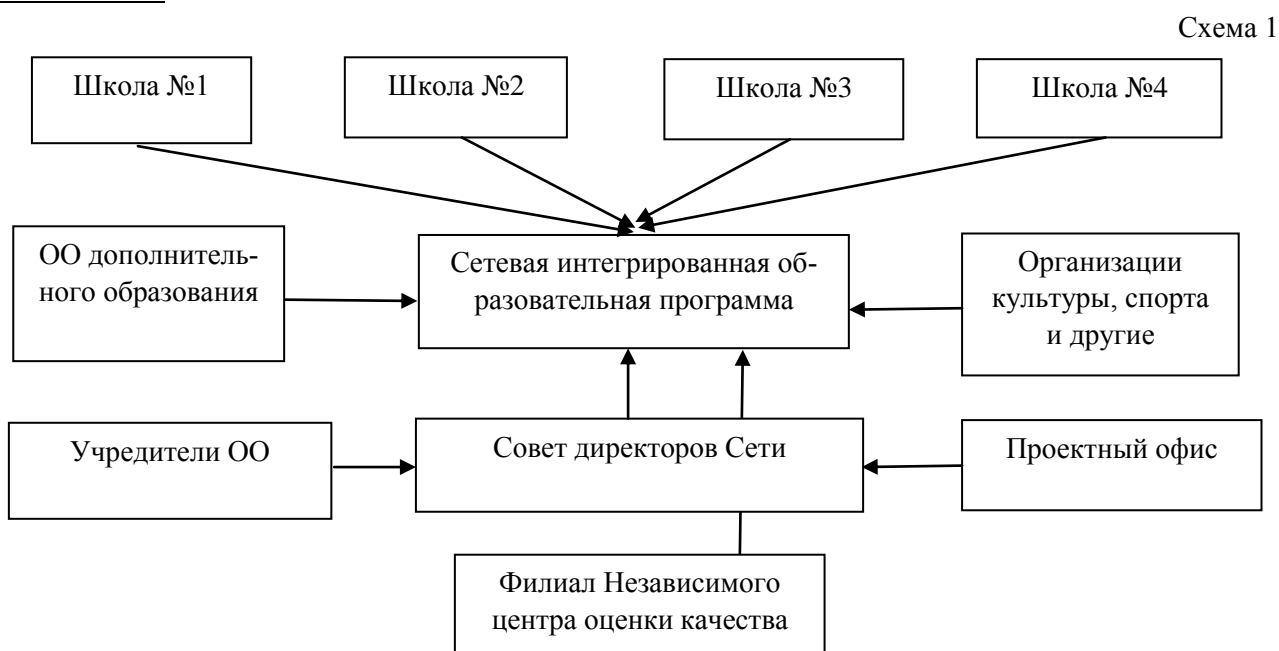 Схема 1
Школа №1
Школа №2
Школа №3
Школа №4
ОО дополнитель-
ного образования
Сетевая интегрированная об-
разовательная программа
Организации
культуры, спорта
и другие
Учредители ОО
Совет директоров Сети
Проектный офис
Филиал Независимого
центра оценки качества